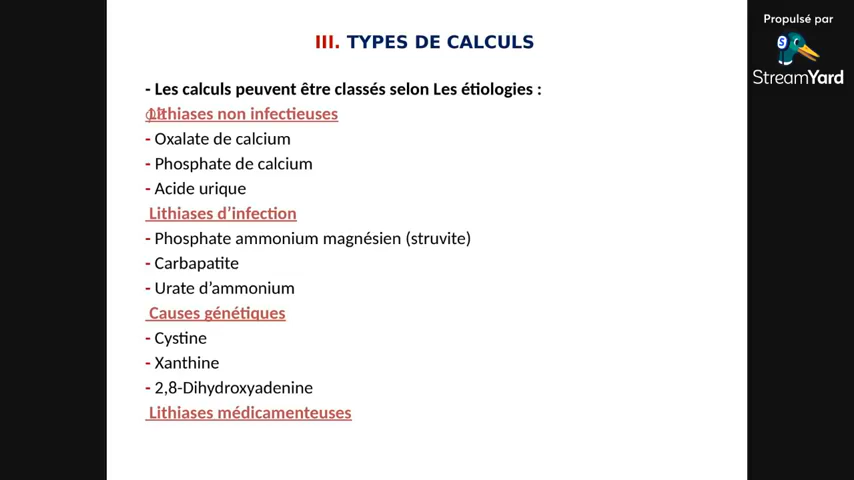 Propulsé par
StreamYard
III. TYPES DE CALCULS
- Les calculs peuvent être classés selon Les étiologies :
Lithiases non infectieuses
- Oxalate de calcium
- Phosphate de calcium
- Acide urique
Lithiases d’infection
- Phosphate ammonium magnésien (struvite)
- Carbapatite
- Urate d’ammonium
Causes génétiques
- Cystine
- Xanthine
- 2,8-Dihydroxyadenine
Lithiases médicamenteuses